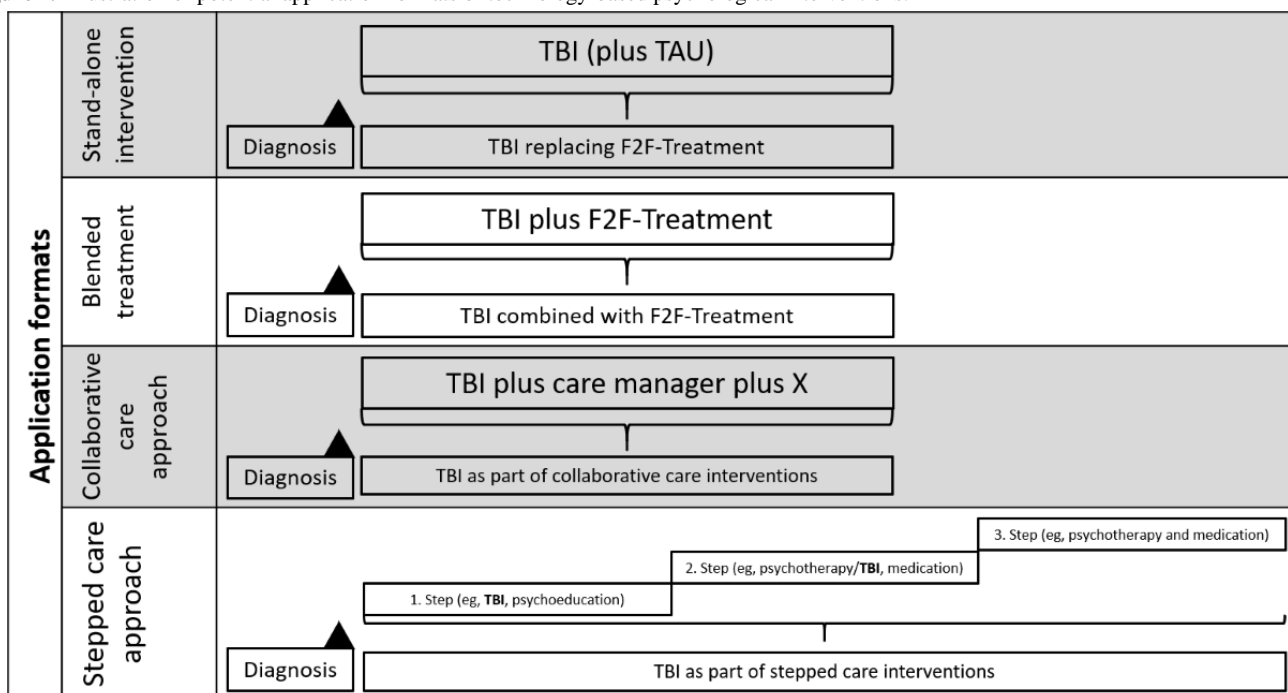 Application formats
Stand-alone
intervention
TBI (plus TAU)
Diagnosis
TBI replacing F2F-Treatment
Blended
treatment
TBI plus F2F-Treatment
Diagnosis
TBI combined with F2F-Treatment
Collaborative
care
approach
TBI plus care manager plus X
Diagnosis
TBI as part of collaborative care interventions
Stepped care
approach
3. Step (eg, psychotherapy and medication)
2. Step (eg, psychotherapy/TBI, medication)
1. Step (eg, TBI, psychoeducation)
Diagnosis
TBI as part of stepped care interventions